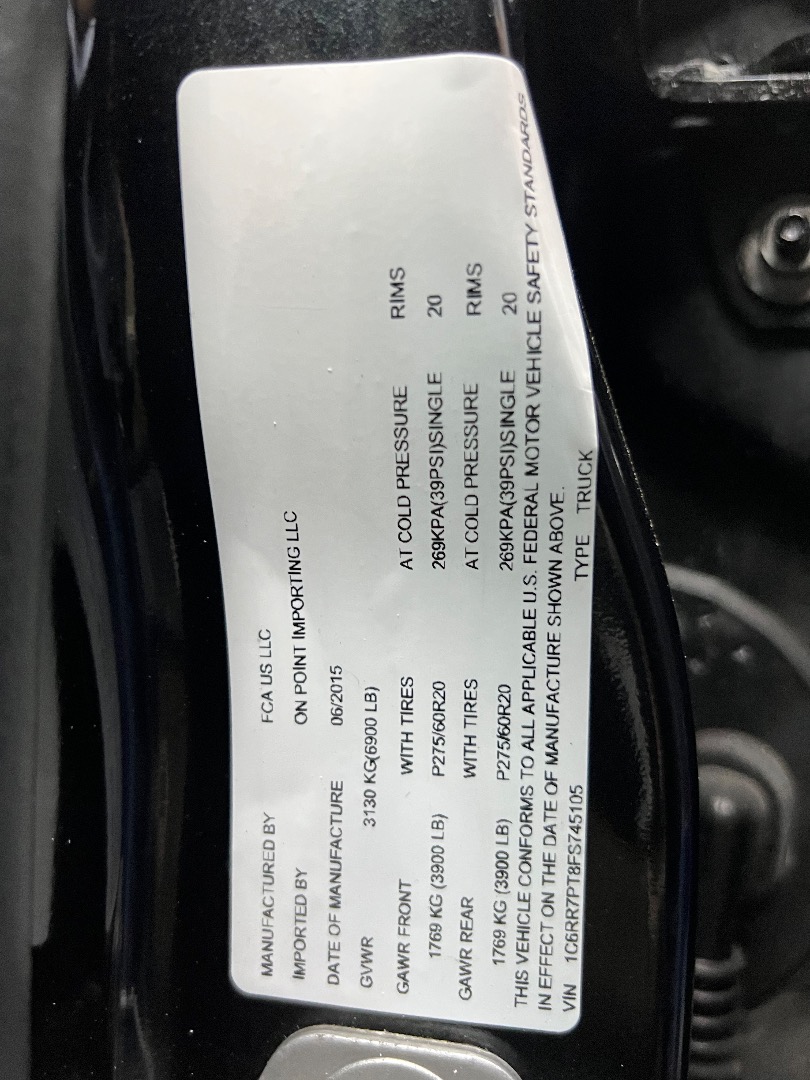 MANUFACTURED BY FCA US LLC
IMPORTED BY ON POINT IMPORTING LLC
DATE OF MANUFACTURE 06/2015
GVWR 3130 KG(6900 LB)
GAWR FRONT WITH TIRES AT COLD PRESSURE RIMS
1769 KG (3900 LB) P275/60R20 269KPA(39PSI)SINGLE 20
GAWR REAR WITH TIRES AT COLD PRESSURE RIMS
1769 KG (3900 LB) P275/60R20 269KPA(39PSI)SINGLE 20
THIS VEHICLE CONFORMS TO ALL APPLICABLE U.S. FEDERAL MOTOR VEHICLE SAFETY STANDARDS
IN EFFECT ON THE DATE OF MANUFACTURE SHOWN ABOVE.
VIN 1C6RR7PT8FS745105 TYPE TRUCK